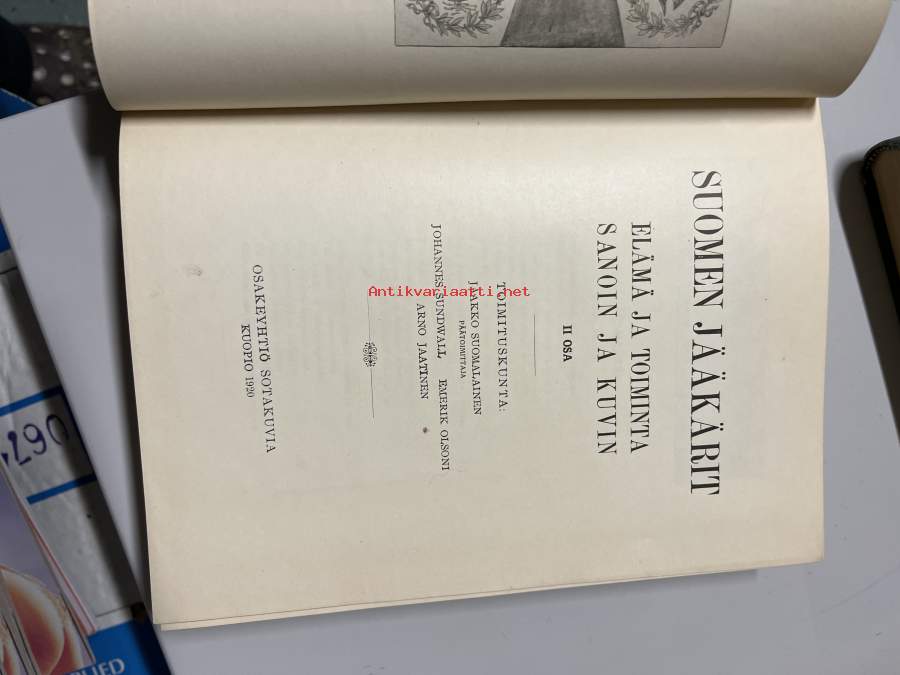 SUOMEN JÄÄKÄRIT
ELÄMÄ JA TOIMINTA
SANOIN JA KUVIN
II OSA
TOIMITUSKUNTA:
JAAKKO SUOMALAINEN
PÄÄTOIMITTAJA
JOHANNES SUNDWALL EMERIK OLSONI
ARNO JAATINEN
OSAKEYHTIÖ SOTAKUVIA
KUOPIO 1920
Antikvariaatti.net